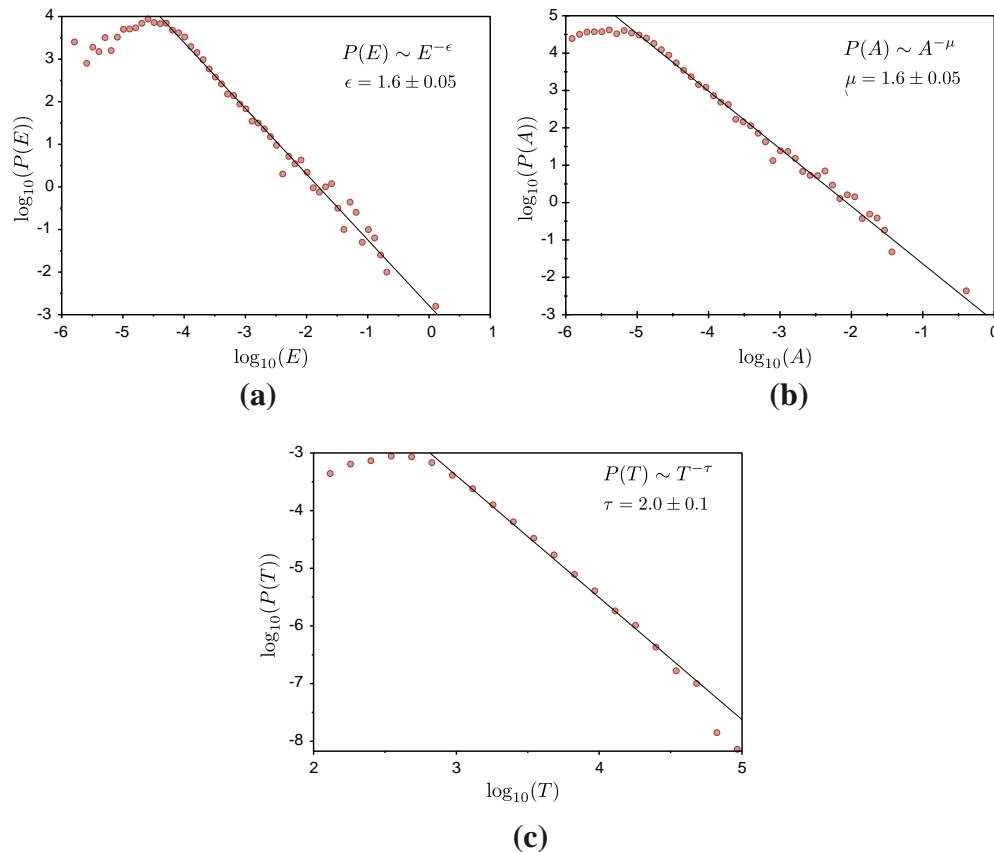 4
3
2
1
0
-1
-2
-3
-6
-5
-4
-3
-2
-1
0
1
log₁₀(P(E))
log₁₀(E)
P(E) ∼ E^{-ϵ}
ϵ = 1.6 ± 0.05
(a)
5
4
3
2
1
0
-1
-2
-3
-6
-5
-4
-3
-2
-1
0
log₁₀(P(A))
log₁₀(A)
P(A) ∼ A^{-μ}
μ = 1.6 ± 0.05
(b)
-3
-4
-5
-6
-7
-8
2
3
4
5
log₁₀(P(T))
log₁₀(T)
P(T) ∼ T^{-τ}
τ = 2.0 ± 0.1
(c)